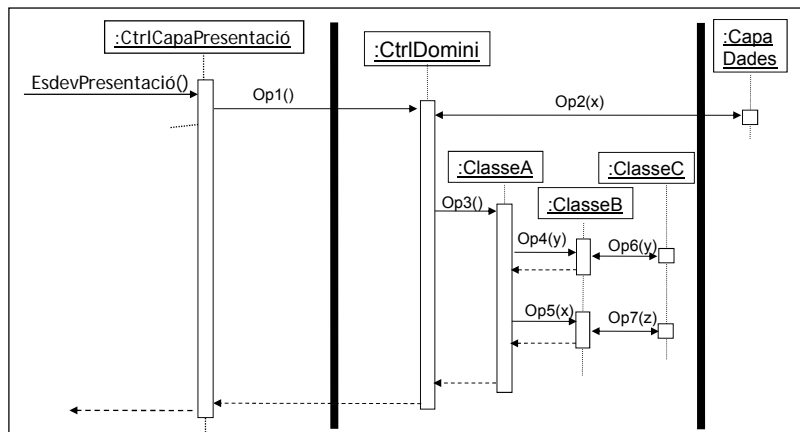 :CtrlCapaPresentació
:CtrlDomini
:Capa
Dades
EsdevPresentació()
Op1()
Op2(x)
:ClasseA
:ClasseB
:ClasseC
Op3()
Op4(y)
Op6(y)
Op5(x)
Op7(z)